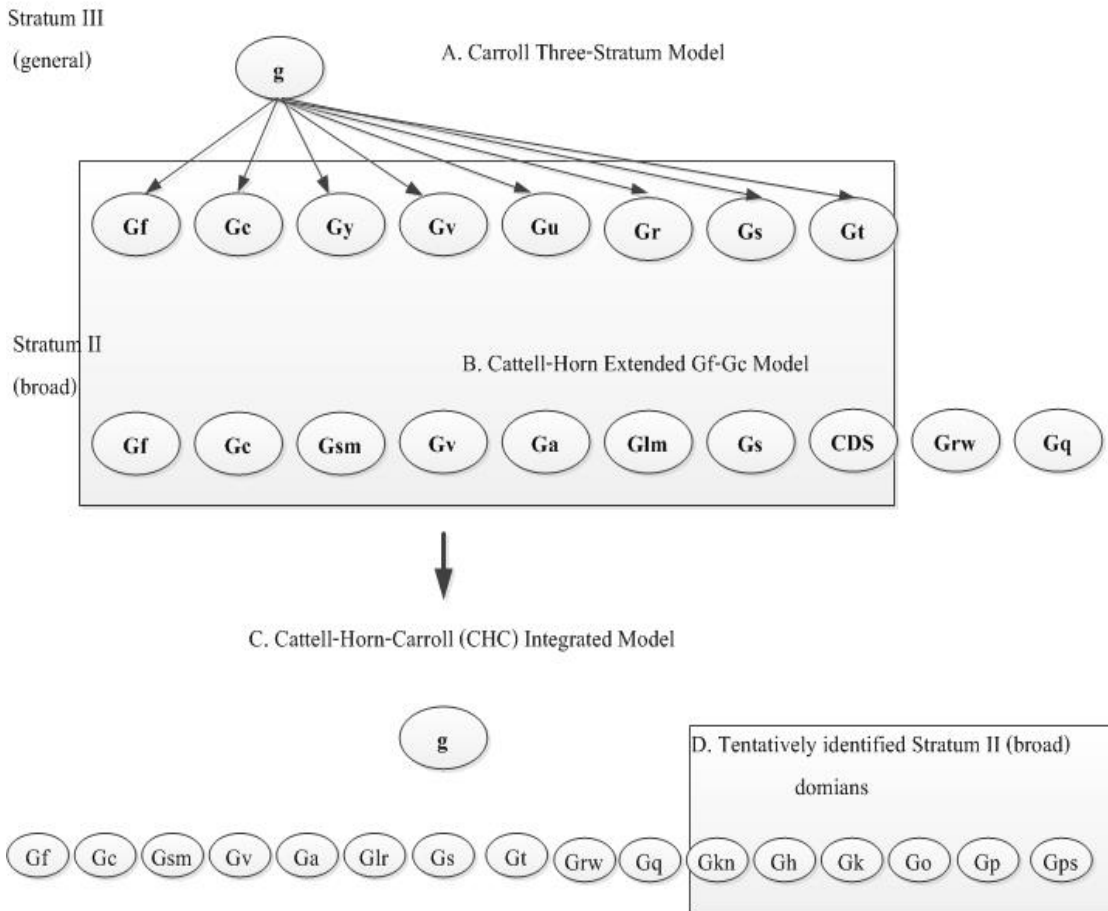 Stratum III
(general)
g
A. Carroll Three-Stratum Model
Gf Gc Gy Gv Gu Gr Gs Gt
Stratum II
(broad)
B. Cattell-Horn Extended Gf-Gc Model
Gf Gc Gsm Gv Ga Glm Gs CDS Grw Gq
C. Cattell-Horn-Carroll (CHC) Integrated Model
g
D. Tentatively identified Stratum II (broad)
domians
Gf Gc Gsm Gv Ga Glr Gs Gt Grw Gq Gkn Gh Gk Go Gp Gps